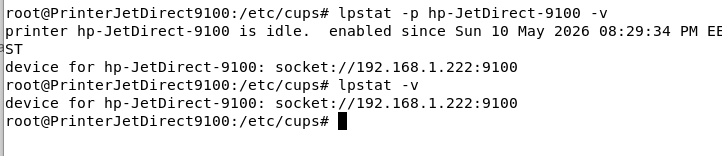 root@PrinterJetDirect9100:/etc/cups# lpstat -p hp-JetDirect-9100 -v
printer hp-JetDirect-9100 is idle.  enabled since Sun 10 May 2026 08:29:34 PM EE
ST
device for hp-JetDirect-9100: socket://192.168.1.222:9100
root@PrinterJetDirect9100:/etc/cups# lpstat -v
device for hp-JetDirect-9100: socket://192.168.1.222:9100
root@PrinterJetDirect9100:/etc/cups#